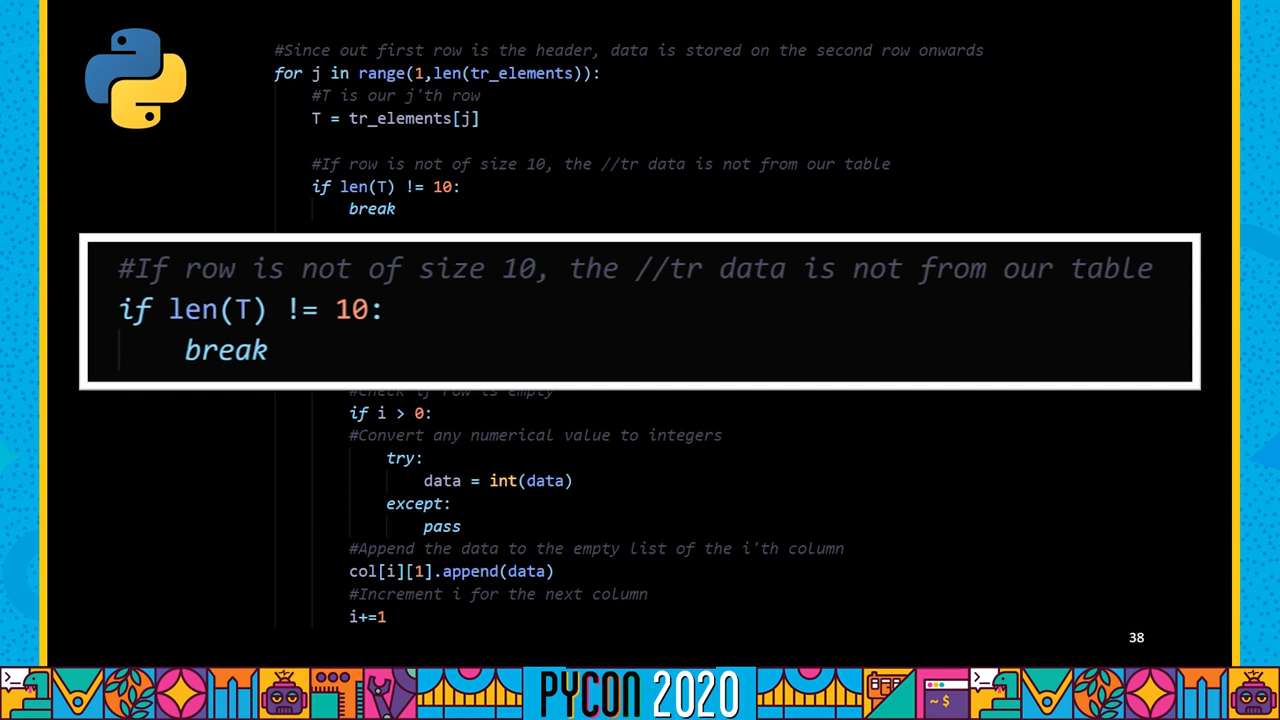 #Since out first row is the header, data is stored on the second row onwards
for j in range(1,len(tr_elements)):
#T is our j'th row
T = tr_elements[j]
#If row is not of size 10, the //tr data is not from our table
if len(T) != 10:
break
#If row is not of size 10, the //tr data is not from our table
if len(T) != 10:
break
#Check if row is empty
if i > 0:
#Convert any numerical value to integers
try:
data = int(data)
except:
pass
#Append the data to the empty list of the i'th column
col[i][1].append(data)
#Increment i for the next column
i+=1
38
PYCON 2020
~$